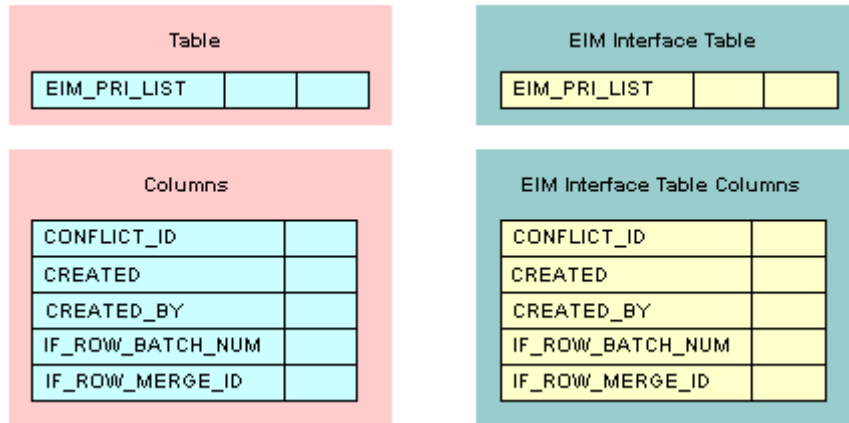 Table
EIM_PRI_LIST
EIM Interface Table
EIM_PRI_LIST
Columns
CONFLICT_ID
CREATED
CREATED_BY
IF_ROW_BATCH_NUM
IF_ROW_MERGE_ID
EIM Interface Table Columns
CONFLICT_ID
CREATED
CREATED_BY
IF_ROW_BATCH_NUM
IF_ROW_MERGE_ID